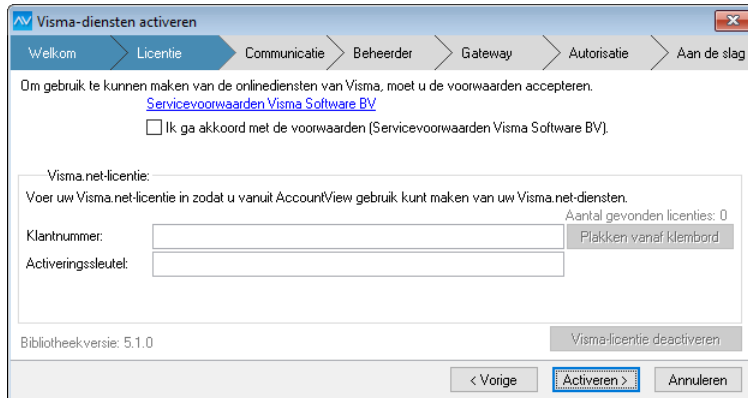 Visma-diensten activeren
Welkom Licentie Communicatie Beheerder Gateway Autorisatie Aan de slag
Om gebruik te kunnen maken van de onlinediensten van Visma, moet u de voorwaarden accepteren.
Servicevoorwaarden Visma Software BV
Ik ga akkoord met de voorwaarden (Servicevoorwaarden Visma Software BV).
Visma.net-licentie:
Voer uw Visma.net-licentie in zodat u vanuit AccountView gebruik kunt maken van uw Visma.net-diensten.
Aantal gevonden licenties: 0
Klantnummer: Plakken vanaf klembord
Activeringssleutel:
Bibliotheekversie: 5.1.0 Visma-licentie deactiveren
< Vorige Activeren > Annuleren